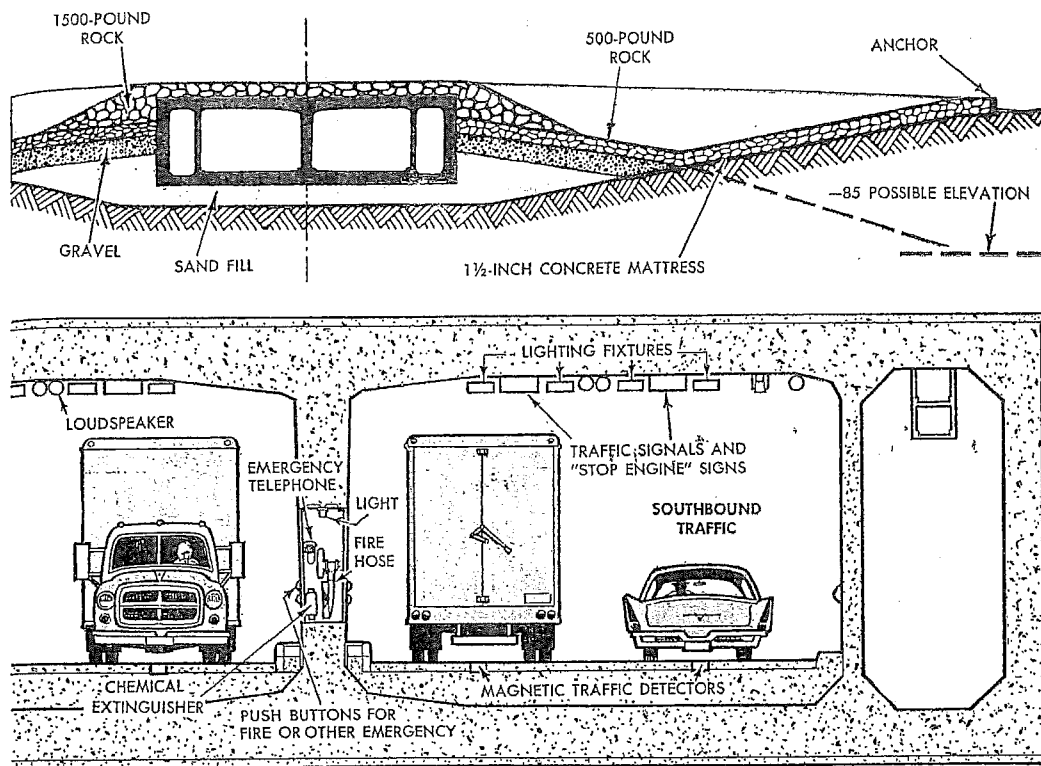 1500-POUND
ROCK
500-POUND
ROCK
ANCHOR
GRAVEL
SAND FILL
1½-INCH CONCRETE MATTRESS
—85 POSSIBLE ELEVATION
LIGHTING FIXTURES
LOUDSPEAKER
EMERGENCY
TELEPHONE
LIGHT
FIRE
HOSE
TRAFFIC SIGNALS AND
"STOP ENGINE" SIGNS
SOUTHBOUND
TRAFFIC
CHEMICAL
EXTINGUISHER
PUSH BUTTONS FOR
FIRE OR OTHER EMERGENCY
MAGNETIC TRAFFIC DETECTORS